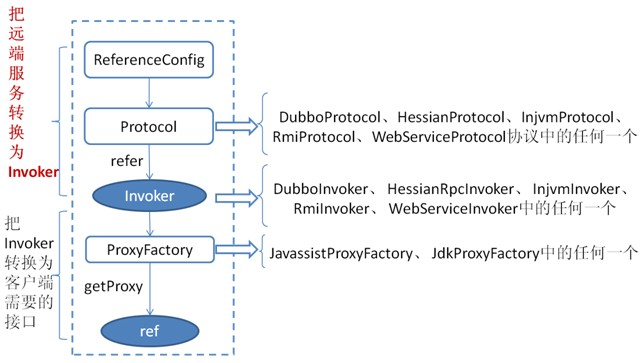 把
远
端
服
务
转
换
为
Invoker
ReferenceConfig
Protocol
DubboProtocol、HessianProtocol、InjvmProtocol、
RmiProtocol、WebServiceProtocol协议中的任何一个
refer
Invoker
DubboInvoker、 HessianRpcInvoker、 InjvmInvoker、
RmiInvoker、 WebServiceInvoker中的任何一个
把
Invoker
转换为
客户端
需要的
接口
ProxyFactory
JavassistProxyFactory、 JdkProxyFactory中的任何一个
getProxy
ref